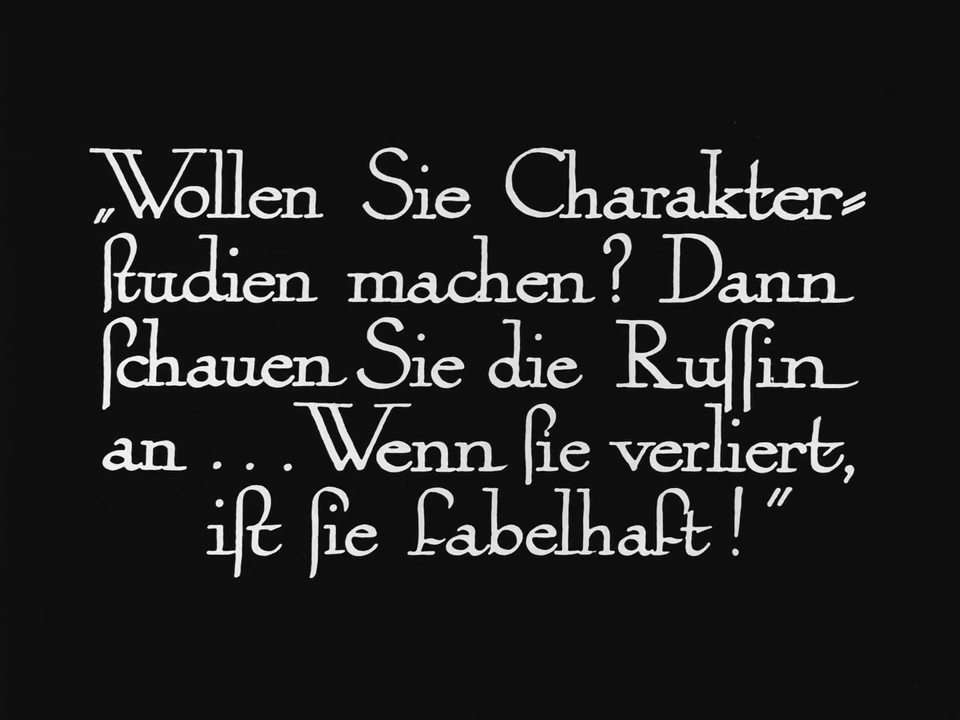 „Wollen Sie Charakter⸗
ſtudien machen? Dann
ſchauen Sie die Ruſſin
an ... Wenn ſie verliert,
iſt ſie fabelhaft!"